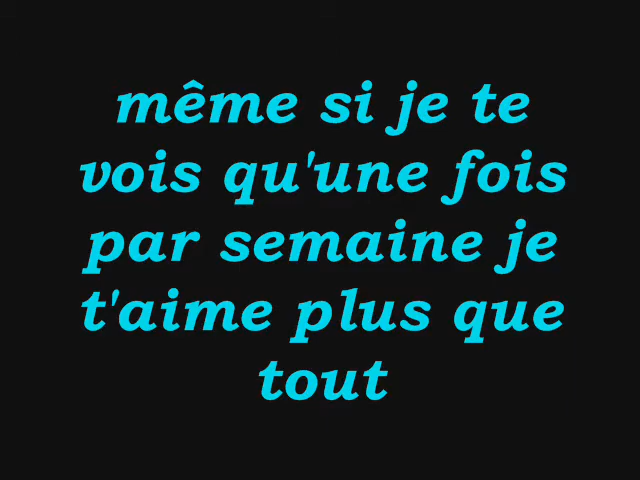 même si je te
vois qu'une fois
par semaine je
t'aime plus que
tout